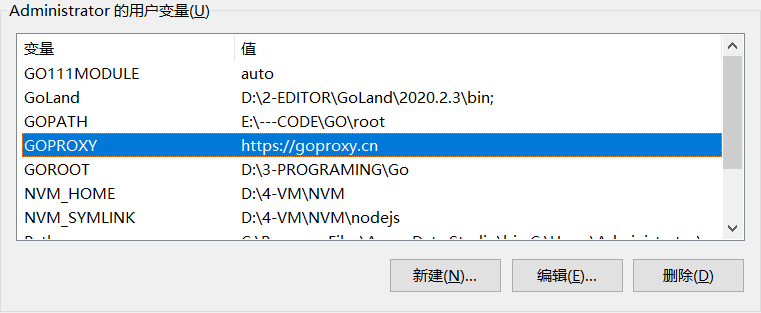 Administrator 的用户变量(U)
变量 值
GO111MODULE auto
GoLand D:\2-EDITOR\GoLand\2020.2.3\bin;
GOPATH E:\---CODE\GO\root
GOPROXY https://goproxy.cn
GOROOT D:\3-PROGRAMING\Go
NVM_HOME D:\4-VM\NVM
NVM_SYMLINK D:\4-VM\NVM\nodejs
新建(N)... 编辑(E)... 删除(D)